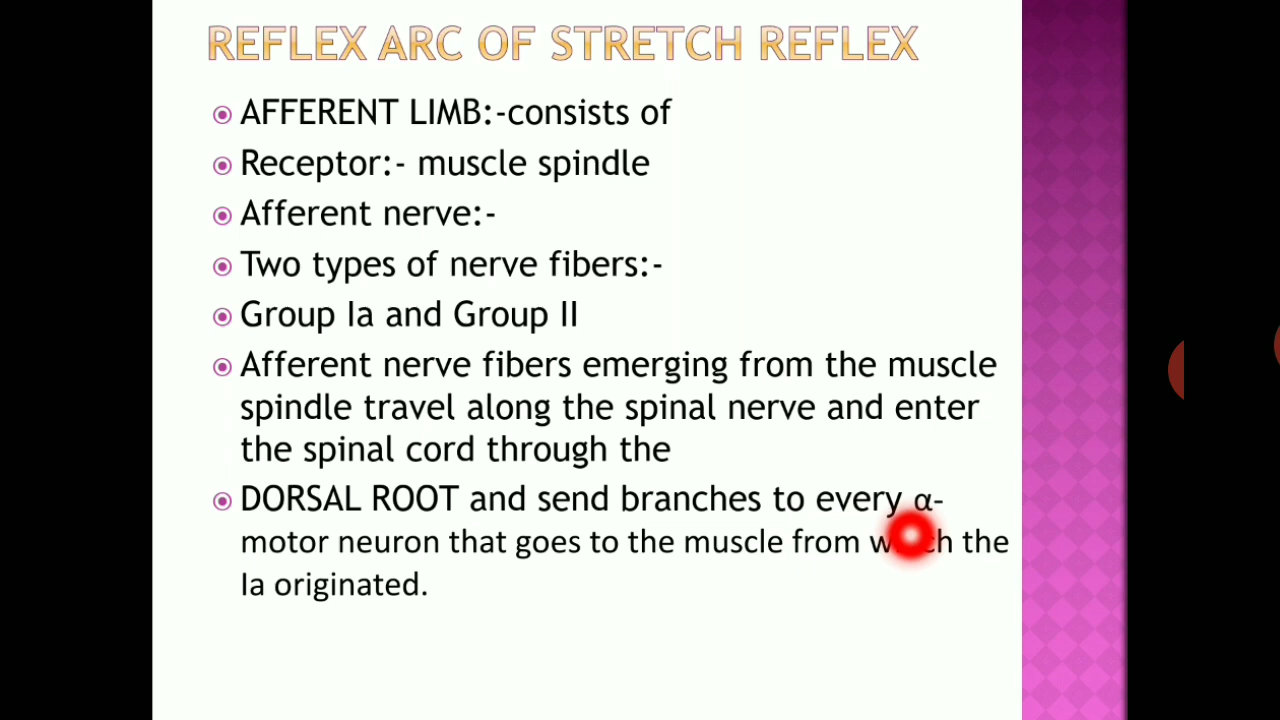 REFLEX ARC OF STRETCH REFLEX
AFFERENT LIMB:-consists of
Receptor:- muscle spindle
Afferent nerve:-
Two types of nerve fibers:-
Group Ia and Group II
Afferent nerve fibers emerging from the muscle
spindle travel along the spinal nerve and enter
the spinal cord through the
DORSAL ROOT and send branches to every α-
motor neuron that goes to the muscle from which the
Ia originated.